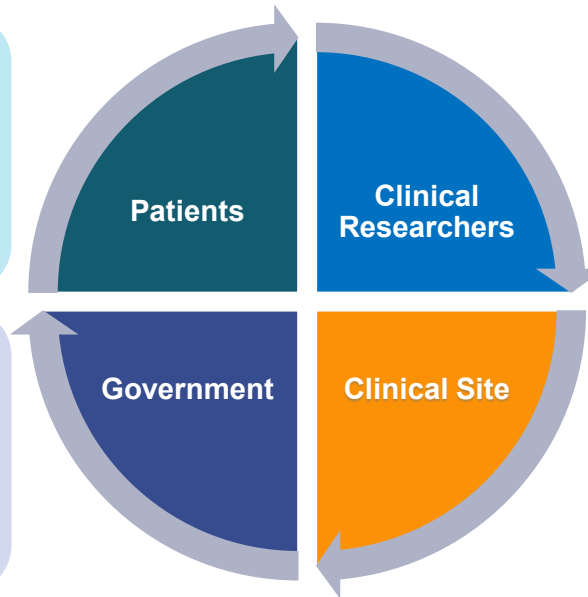 Patients
Clinical
Researchers
Government
Clinical Site